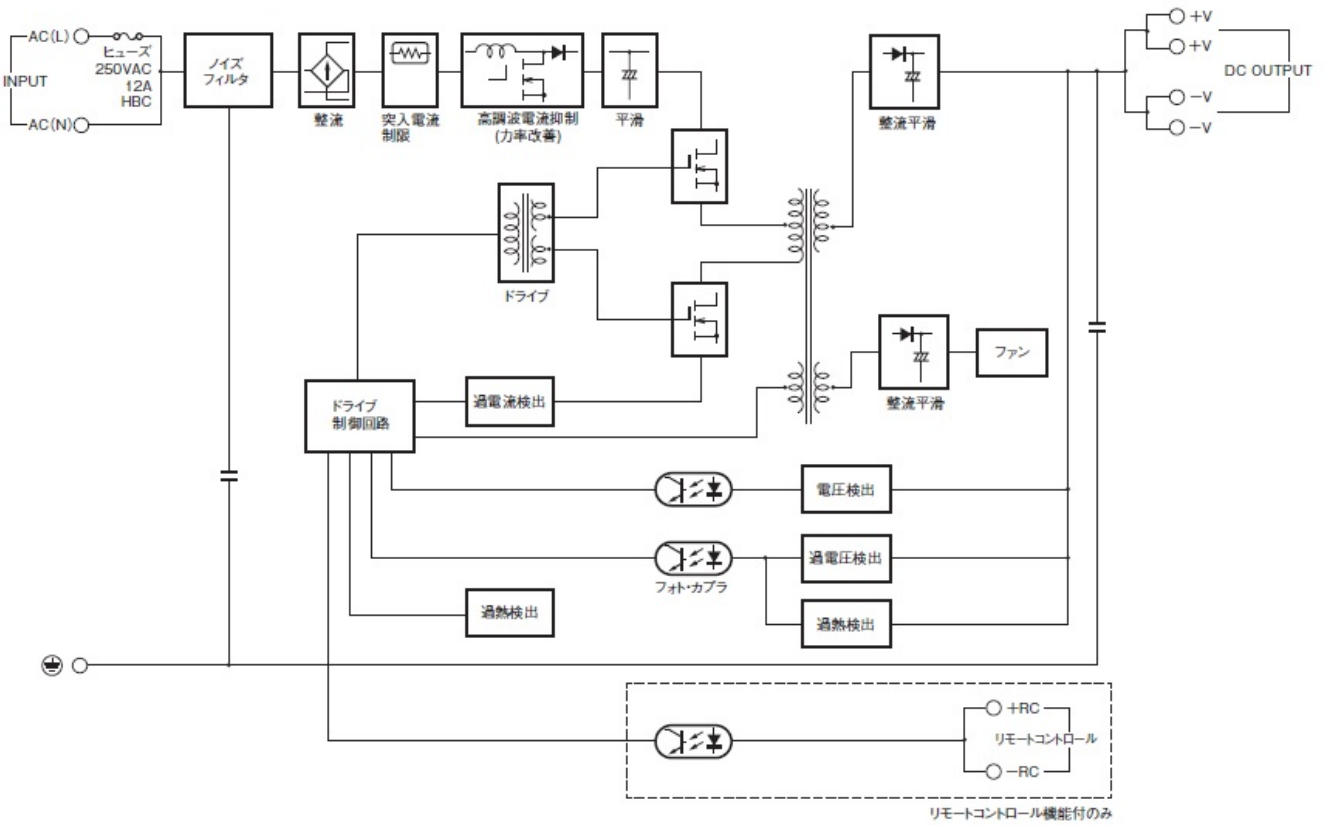 AC(L)
ヒューズ
250VAC
12A
HBC
INPUT
AC(N)
ノイズ
フィルタ
整流
突入電流
制限
高調波電流抑制
(力率改善)
平滑
整流平滑
+V
+V
DC OUTPUT
−V
−V
ドライブ
整流平滑
ファン
ドライブ
制御回路
過電流検出
電圧検出
過電圧検出
フォト・カプラ
過熱検出
過熱検出
+RC
リモートコントロール
−RC
リモートコントロール機能付のみ